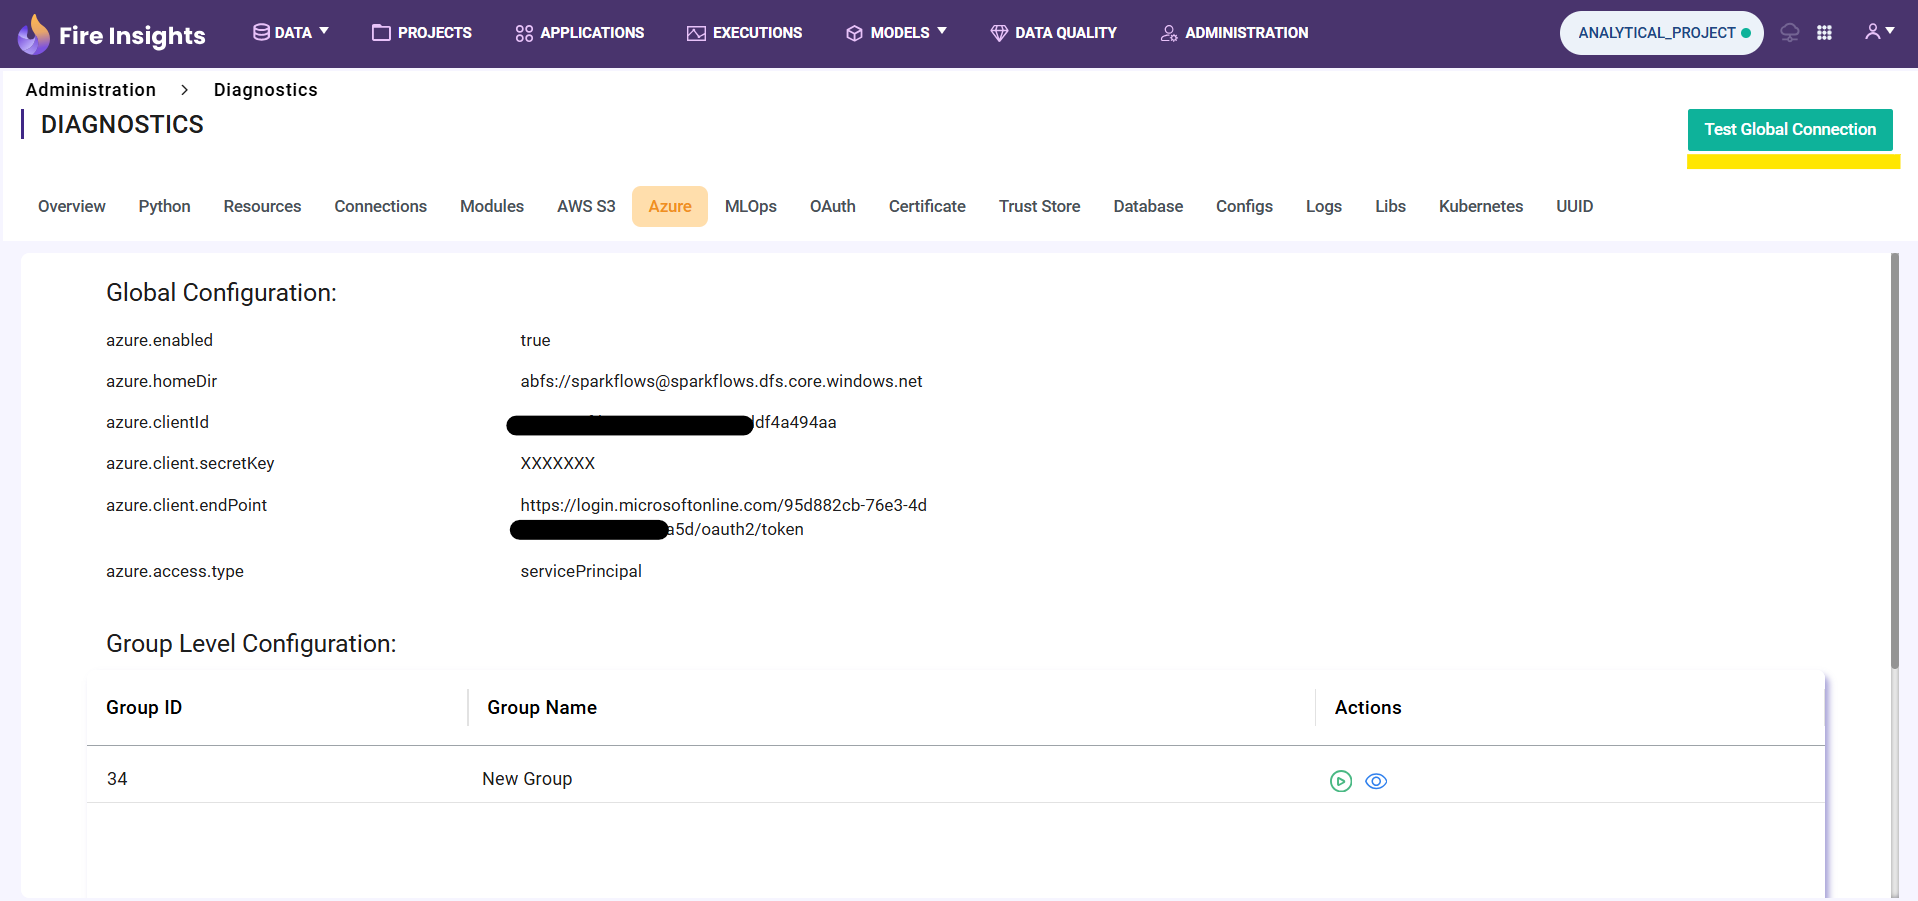 Fire Insights
DATA PROJECTS APPLICATIONS EXECUTIONS MODELS DATA QUALITY ADMINISTRATION ANALYTICAL_PROJECT
Administration > Diagnostics
DIAGNOSTICS
Test Global Connection
Overview Python Resources Connections Modules AWS S3 Azure MLOps OAuth Certificate Trust Store Database Configs Logs Libs Kubernetes UUID
Global Configuration:
azure.enabled true
azure.homeDir abfs://sparkflows@sparkflows.dfs.core.windows.net
azure.clientId df4a494aa
azure.client.secretKey XXXXXXX
azure.client.endPoint https://login.microsoftonline.com/95d882cb-76e3-4d
a5d/oauth2/token
azure.access.type servicePrincipal
Group Level Configuration:
Group ID Group Name Actions
34 New Group